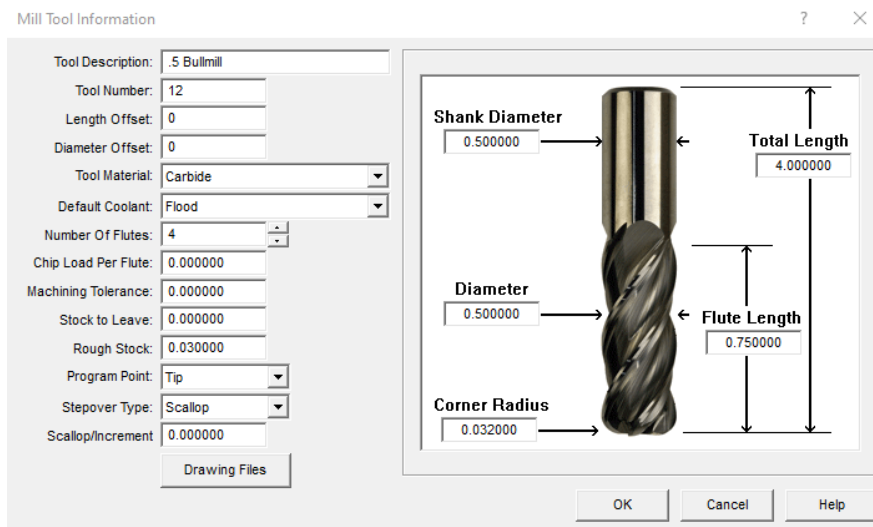 Mill Tool Information
?
Tool Description: .5 Bullmill
Tool Number: 12
Length Offset: 0
Diameter Offset: 0
Tool Material: Carbide
Default Coolant: Flood
Number Of Flutes: 4
Chip Load Per Flute: 0.000000
Machining Tolerance: 0.000000
Stock to Leave: 0.000000
Rough Stock: 0.030000
Program Point: Tip
Stepover Type: Scallop
Scallop/Increment 0.000000
Drawing Files
Shank Diameter
0.500000
Total Length
4.000000
Diameter
0.500000
Flute Length
0.750000
Corner Radius
0.032000
OK
Cancel
Help